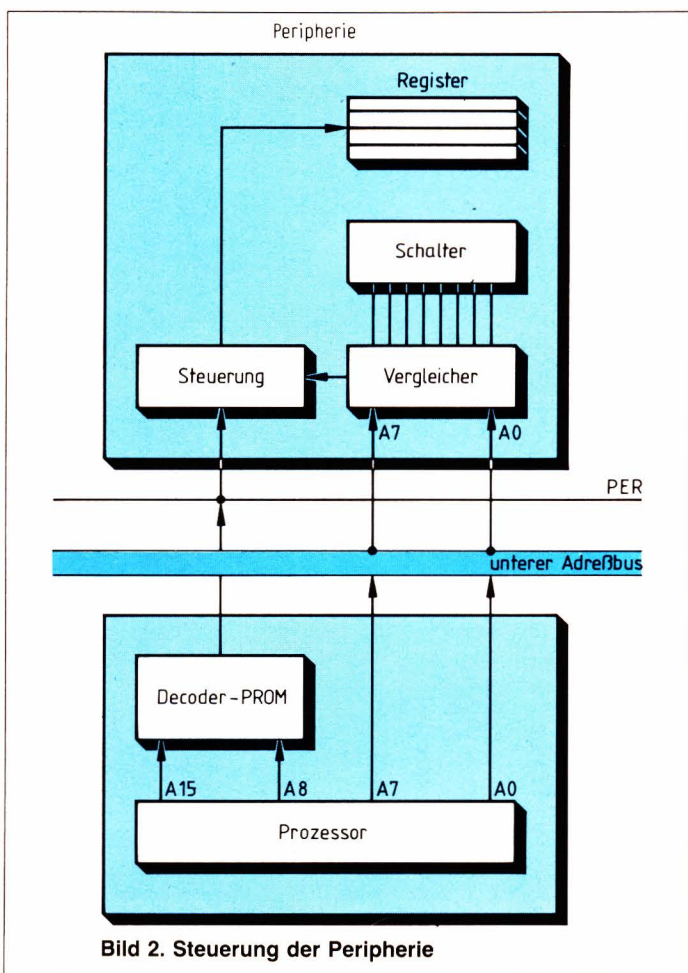 Peripherie
Register
Schalter
Steuerung
Vergleicher
A7
A0
PER
unterer Adreßbus
Decoder-PROM
A15
A8
A7
A0
Prozessor
Bild 2. Steuerung der Peripherie